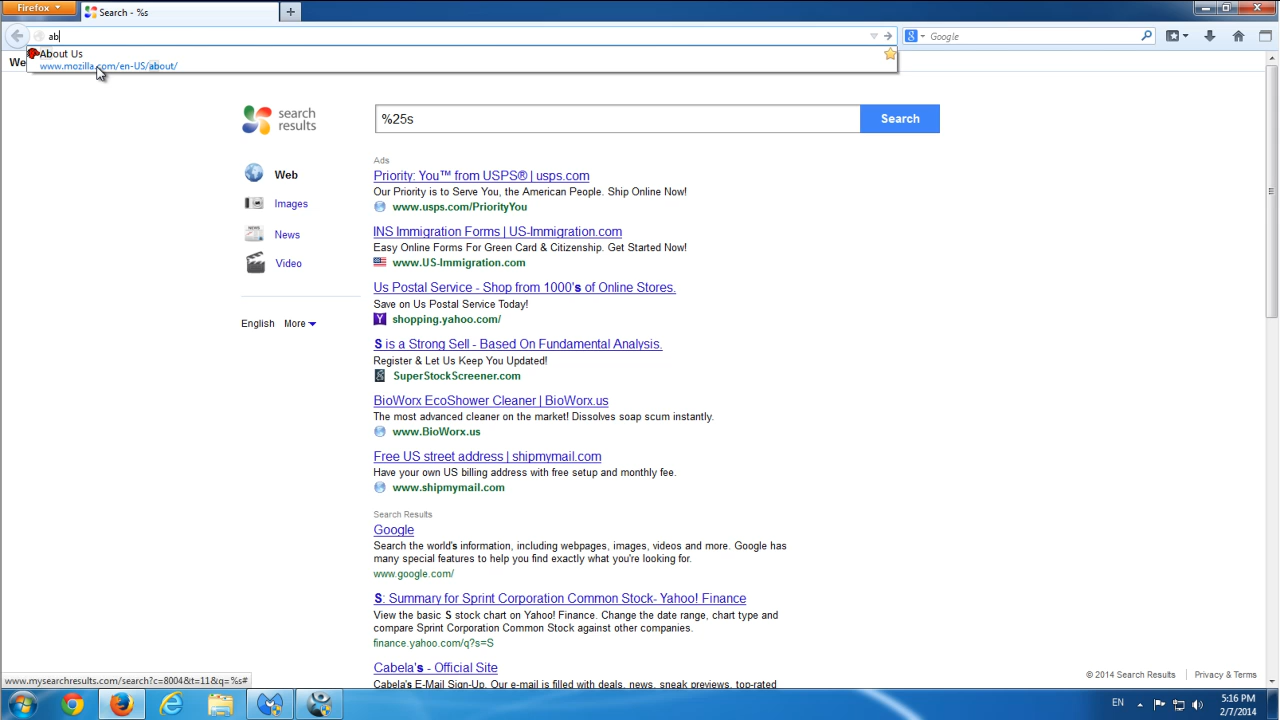 Firefox
Search - %s
ab
Google
About Us
www.mozilla.com/en-US/about/
We
search
results
%25s
Search
Ads
Web
Images
News
Video
English
More
Priority: You™ from USPS® | usps.com
Our Priority is to Serve You, the American People. Ship Online Now!
www.usps.com/PriorityYou
INS Immigration Forms | US-Immigration.com
Easy Online Forms For Green Card & Citizenship. Get Started Now!
www.US-Immigration.com
Us Postal Service - Shop from 1000's of Online Stores.
Save on Us Postal Service Today!
shopping.yahoo.com/
S is a Strong Sell - Based On Fundamental Analysis.
Register & Let Us Keep You Updated!
SuperStockScreener.com
BioWorx EcoShower Cleaner | BioWorx.us
The most advanced cleaner on the market! Dissolves soap scum instantly.
www.BioWorx.us
Free US street address | shipmymail.com
Have your own US billing address with free setup and monthly fee.
www.shipmymail.com
Search Results
Google
Search the world's information, including webpages, images, videos and more. Google has
many special features to help you find exactly what you're looking for.
www.google.com/
S: Summary for Sprint Corporation Common Stock- Yahoo! Finance
View the basic S stock chart on Yahoo! Finance. Change the date range, chart type and
compare Sprint Corporation Common Stock against other companies.
finance.yahoo.com/q?s=S
Cabela's - Official Site
Cabela's E-Mail Sign-Up. Our e-mail is filled with deals, news, sneak previews, top-rated
© 2014 Search Results
Privacy & Terms
www.mysearchresults.com/search?c=8004&t=11&q=%s#
EN
5:16 PM
2/7/2014